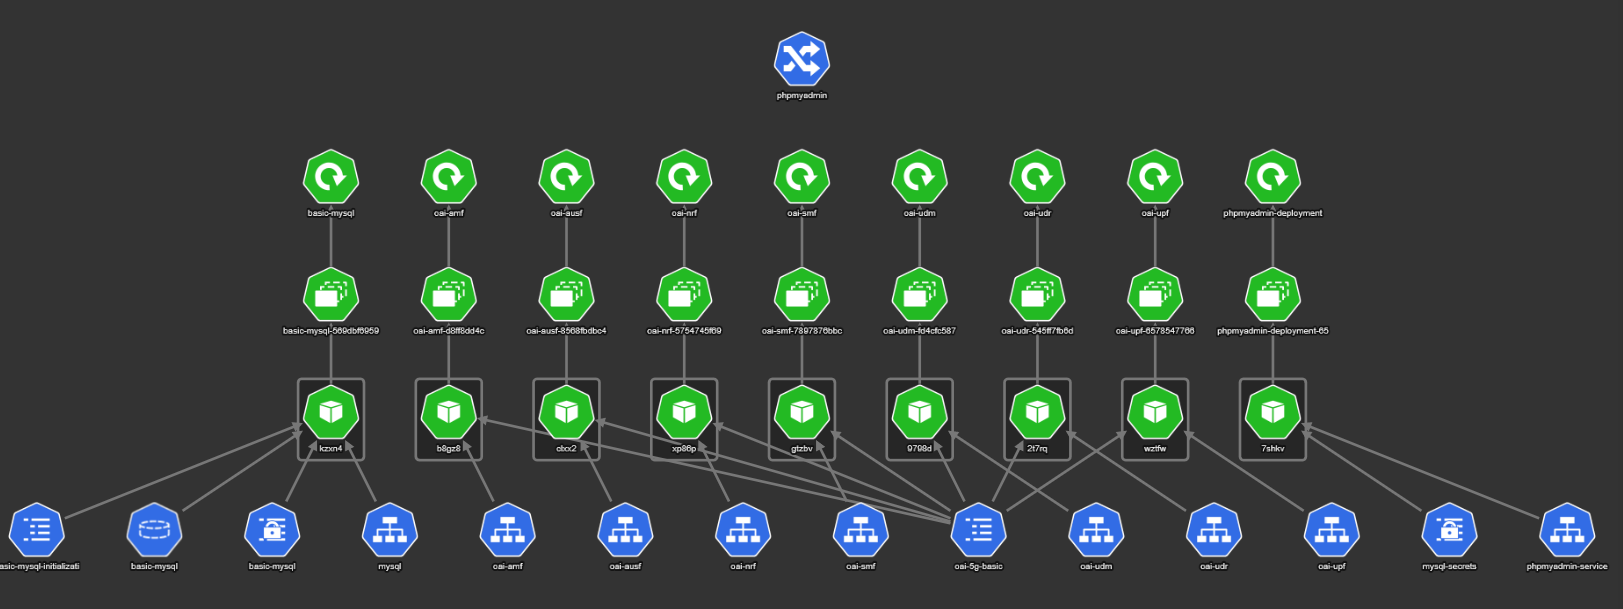 phpmyadmin
basic-mysql oai-amf oai-ausf oai-nrf oai-smf oai-udm oai-udr oai-upf phpmyadmin-deployment
basic-mysql-569dbf6959 oai-amf-d8ff8dd4c oai-ausf-8568fbdbc4 oai-nrf-5754745f69 oai-smf-7897876bbc oai-udm-fd4cfc587 oai-udr-545ff7fb6d oai-upf-6578547766 phpmyadmin-deployment-65
kzxn4 b8gz8 xp86p gtzbv 9798d 2t7rq wztfw 7shkv
asic-mysql-initializati basic-mysql basic-mysql mysql oai-amf oai-ausf oai-nrf oai-smf oai-5g-basic oai-udm oai-udr oai-upf mysql-secrets phpmyadmin-service